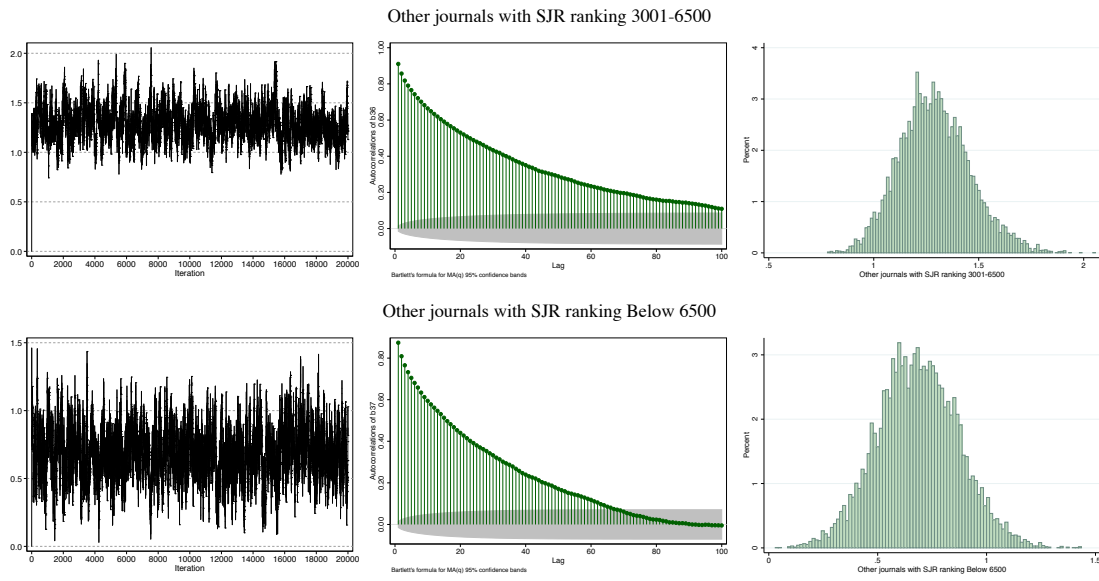 Other journals with SJR ranking 3001-6500
2.0
1.5
1.0
0.5
0.0
0 2000 4000 6000 8000 10000 12000 14000 16000 18000 20000
Iteration
Autocorrelations of b36
1.00
0.80
0.60
0.40
0.20
0.00
0 20 40 60 80 100
Lag
Bartlett's formula for MA(q) 95% confidence bands
Percent
4
3
2
1
0
.5 1 1.5 2
Other journals with SJR ranking 3001-6500
Other journals with SJR ranking Below 6500
1.5
1.0
0.5
0.0
0 2000 4000 6000 8000 10000 12000 14000 16000 18000 20000
Iteration
Autocorrelations of b37
0.80
0.60
0.40
0.20
0.00
0 20 40 60 80 100
Lag
Bartlett's formula for MA(q) 95% confidence bands
Percent
3
2
1
0
0 .5 1 1.5
Other journals with SJR ranking Below 6500